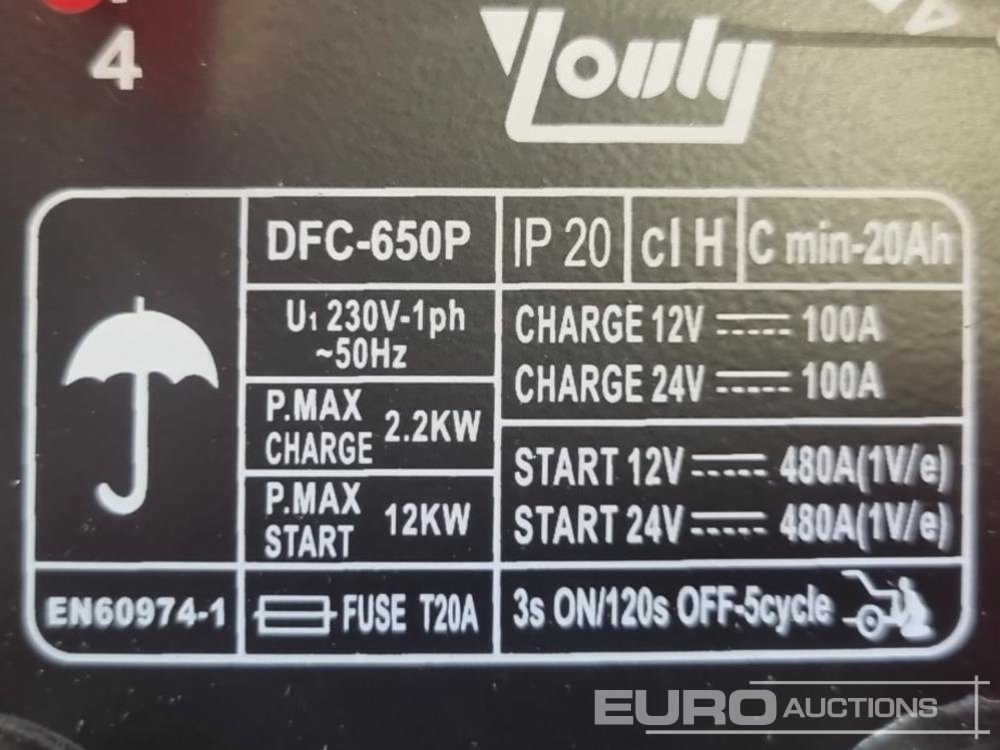 4
Youly
DFC-650P
IP 20
cl H
C min-20Ah
U1 230V-1ph
~50Hz
CHARGE 12V 100A
CHARGE 24V 100A
P.MAX
CHARGE 2.2KW
START 12V 480A(1V/e)
START 24V 480A(1V/e)
P.MAX
START 12KW
EN60974-1
FUSE T20A
3s ON/120s OFF-5cycle
EURO AUCTIONS